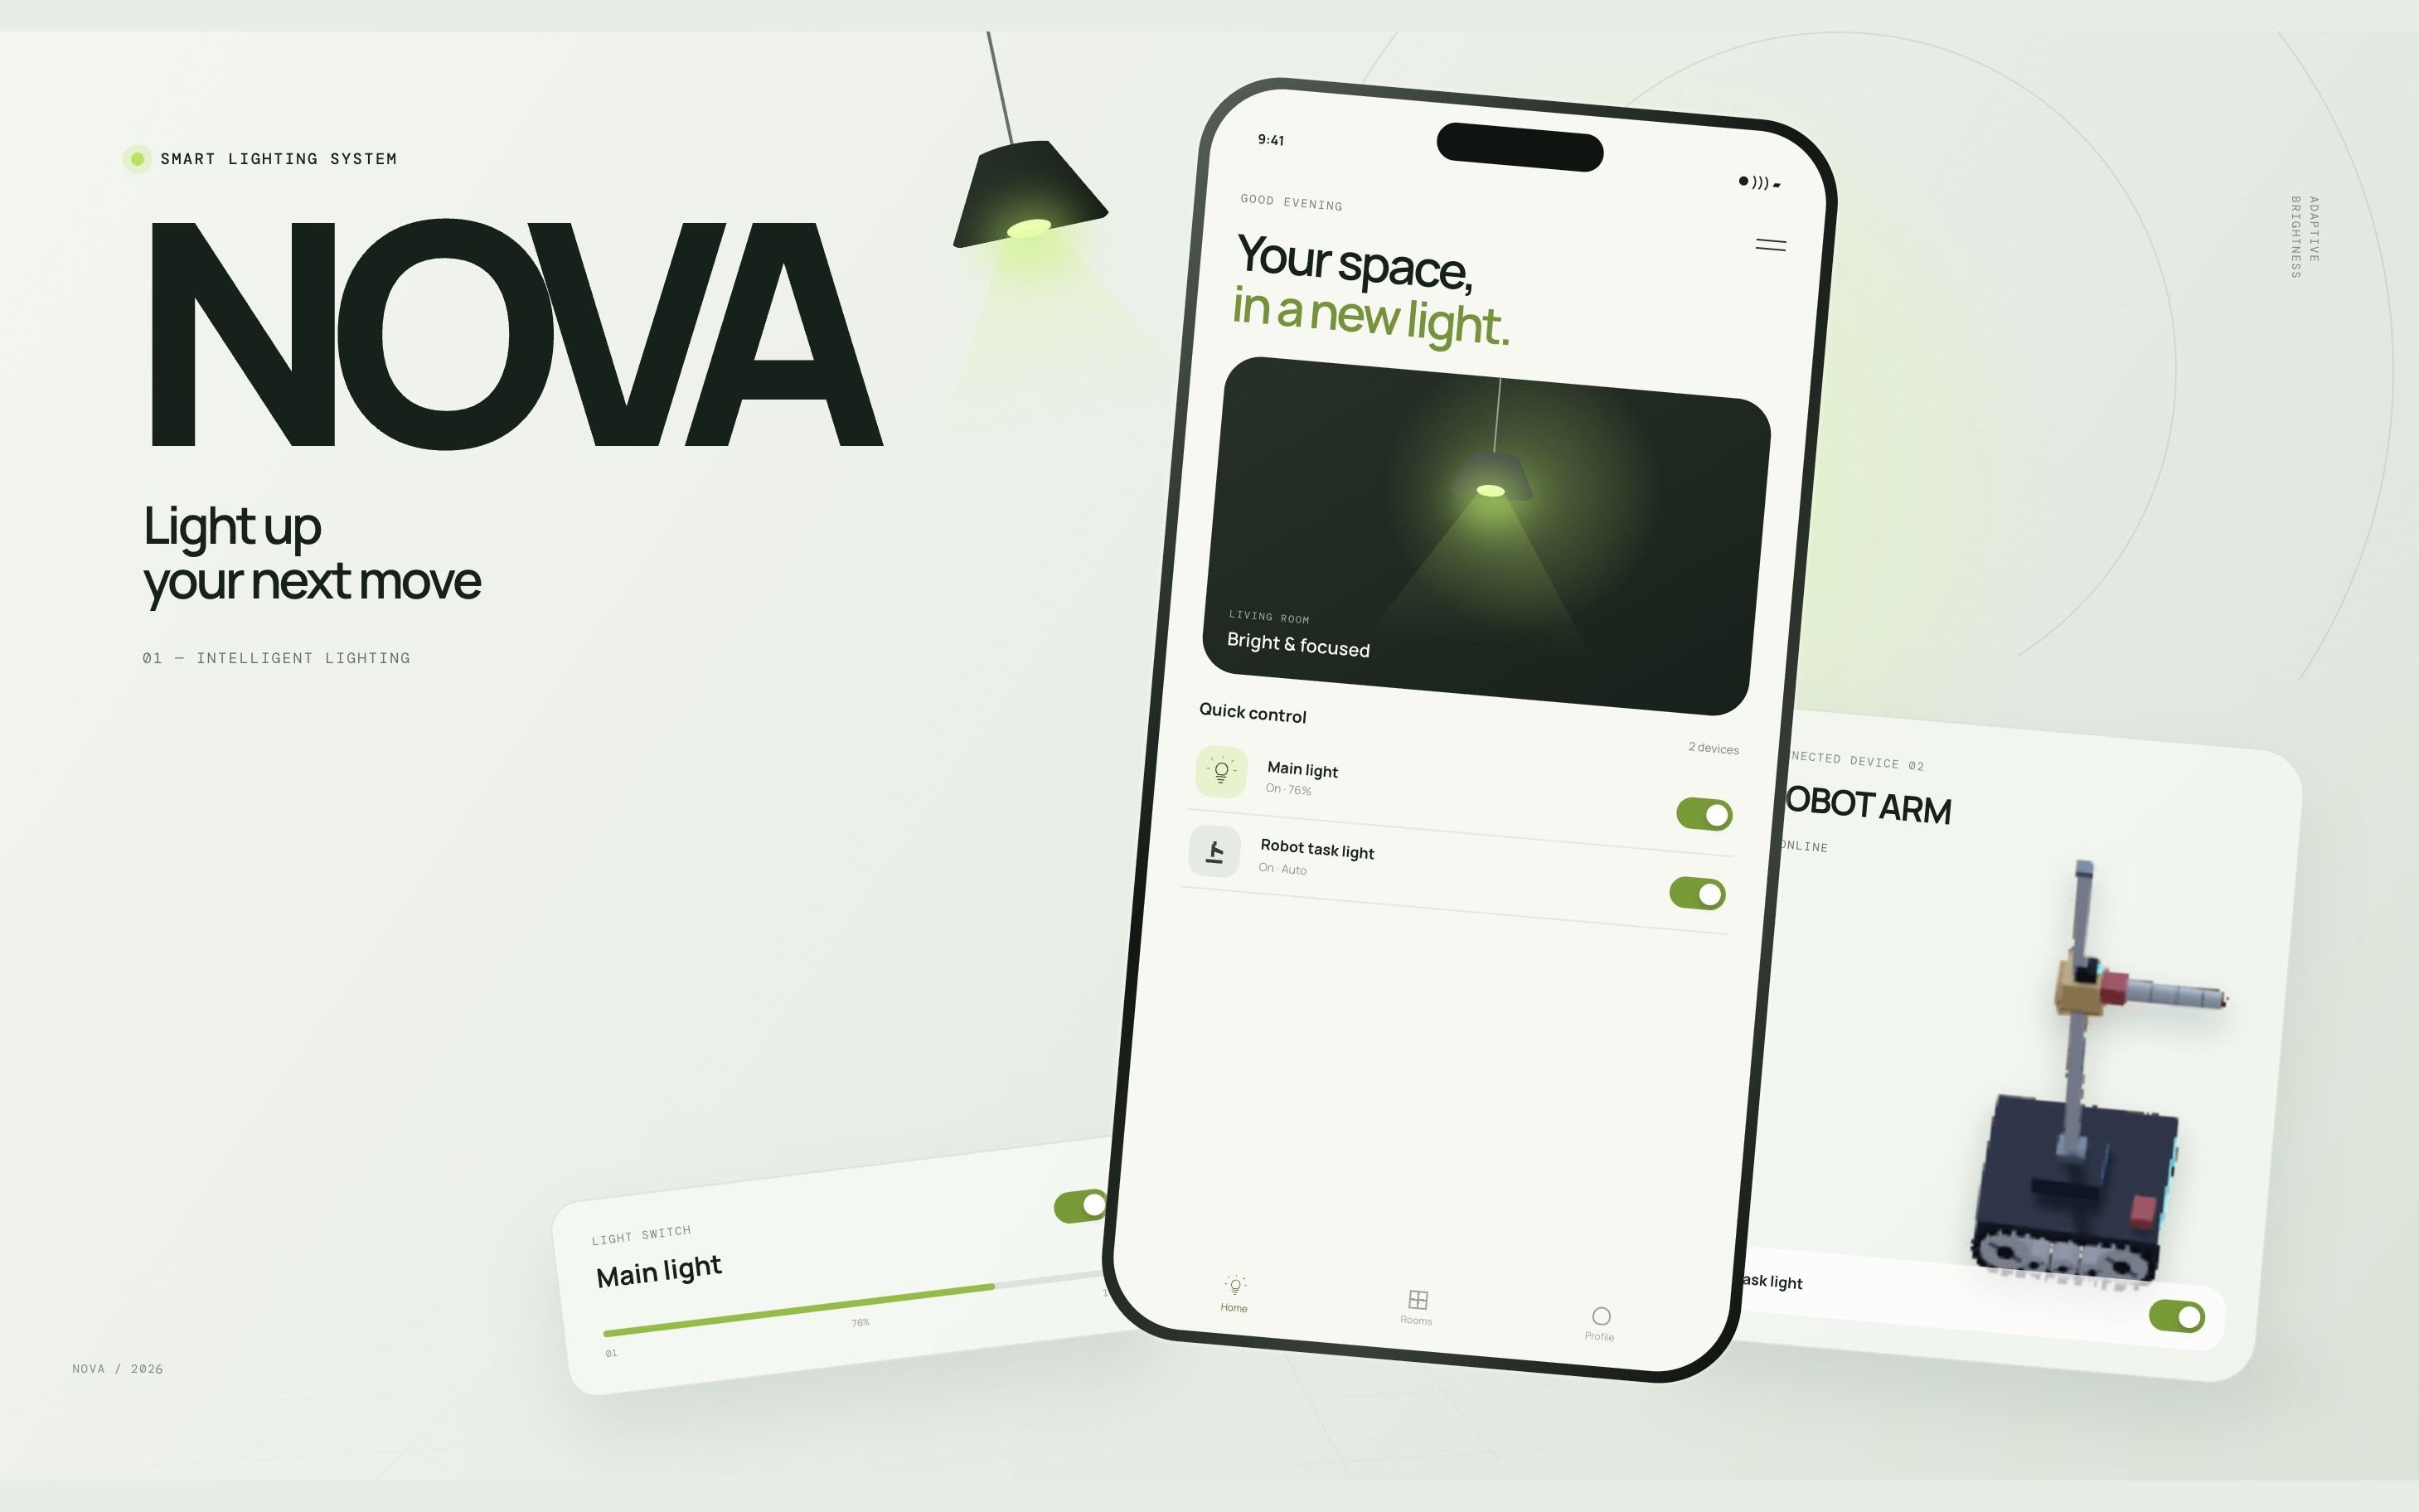 SMART LIGHTING SYSTEM
NOVA
Light up
your next move
01 — INTELLIGENT LIGHTING
9:41
GOOD EVENING
Your space,
in a new light.
LIVING ROOM
Bright & focused
Quick control
2 devices
Main light
On · 76%
Robot task light
On · Auto
Home
Rooms
Profile
ADAPTIVE
BRIGHTNESS
NECTED DEVICE 02
OBOT ARM
ONLINE
ask light
LIGHT SWITCH
Main light
76%
01
1
NOVA / 2026